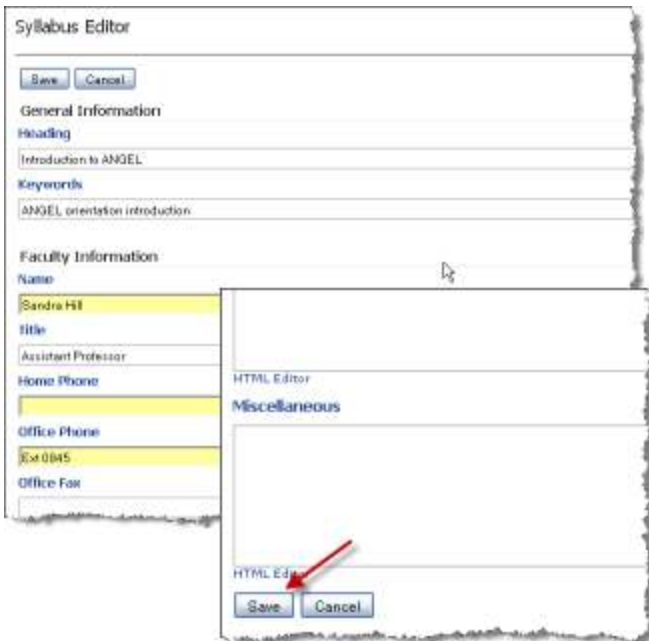 Syllabus Editor
Save Cancel
General Information
Heading
Introduction to ANGEL
Keywords
ANGEL orientation introduction
Faculty Information
Name
Sandra Hill
Title
Assistant Professor
Home Phone
Office Phone
Ext 0845
Office Fax
HTML Editor
Miscellaneous
HTML
Save Cancel